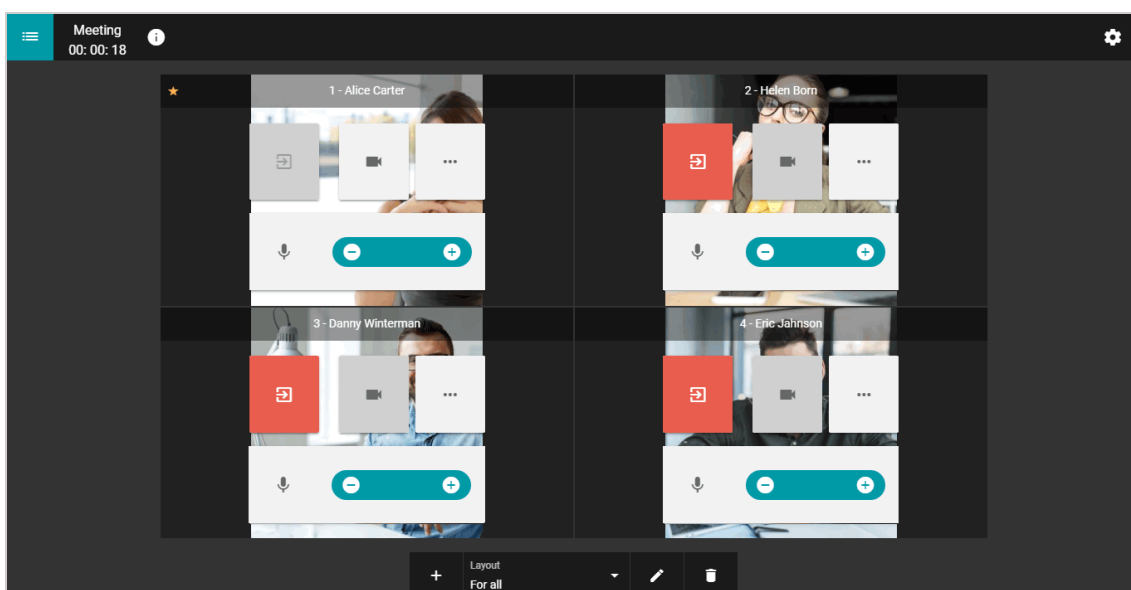 Meeting
00: 00: 18
1 - Alice Carter
2 - Helen Born
3 - Danny Winterman
4 - Eric Jahnson
Layout
For all